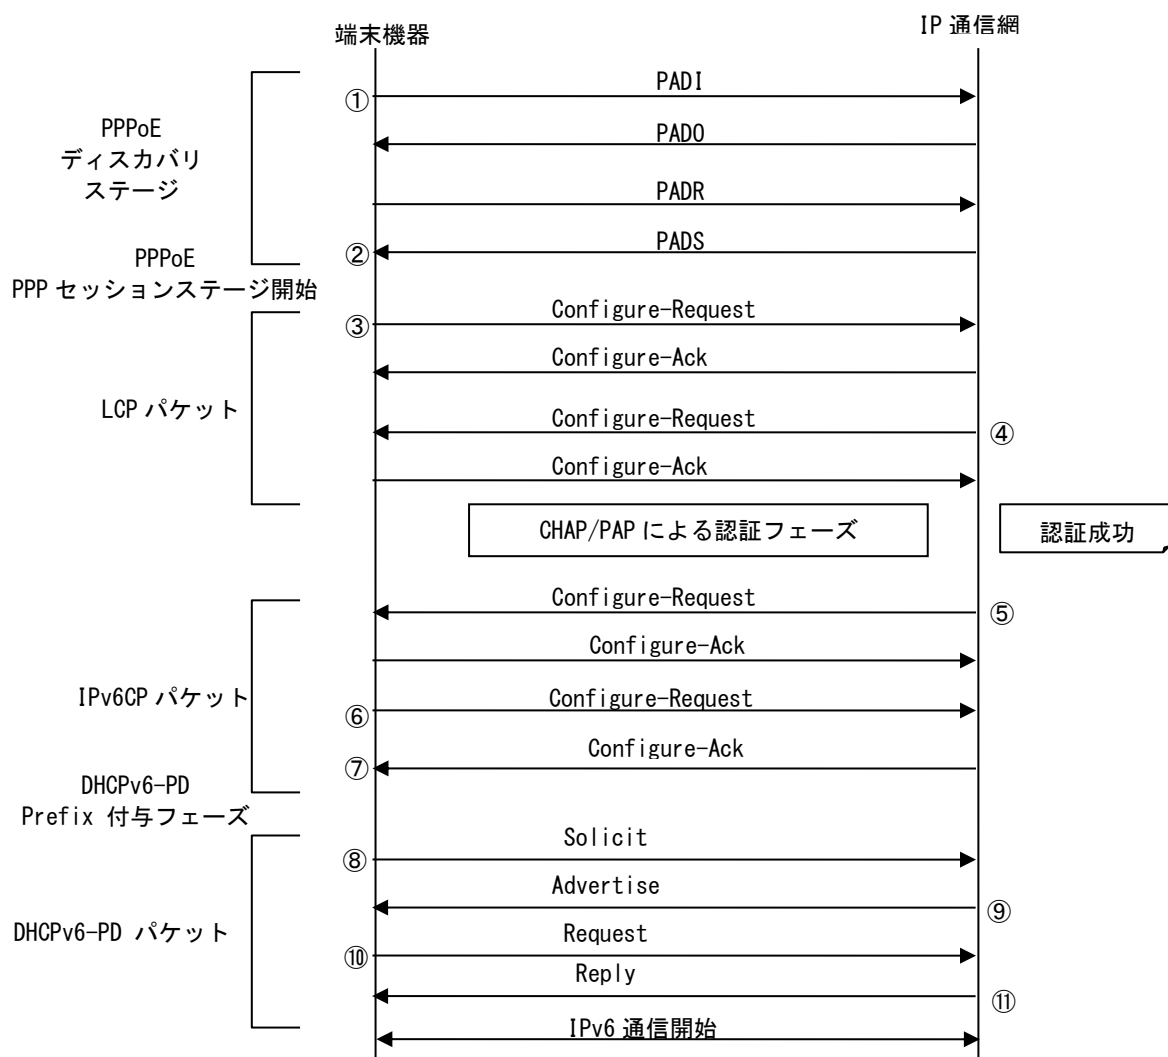 端末機器
IP 通信網
①
PADI
PPPoE
ディスカバリ
ステージ
PADO
PADR
②
PADS
PPPoE
PPP セッションステージ開始
③
Configure-Request
Configure-Ack
LCP パケット
Configure-Request
④
Configure-Ack
CHAP/PAP による認証フェーズ
認証成功
Configure-Request
⑤
Configure-Ack
IPv6CP パケット
⑥
Configure-Request
Configure-Ack
⑦
DHCPv6-PD
Prefix 付与フェーズ
Solicit
⑧
Advertise
⑨
DHCPv6-PD パケット
Request
⑩
Reply
⑪
IPv6 通信開始